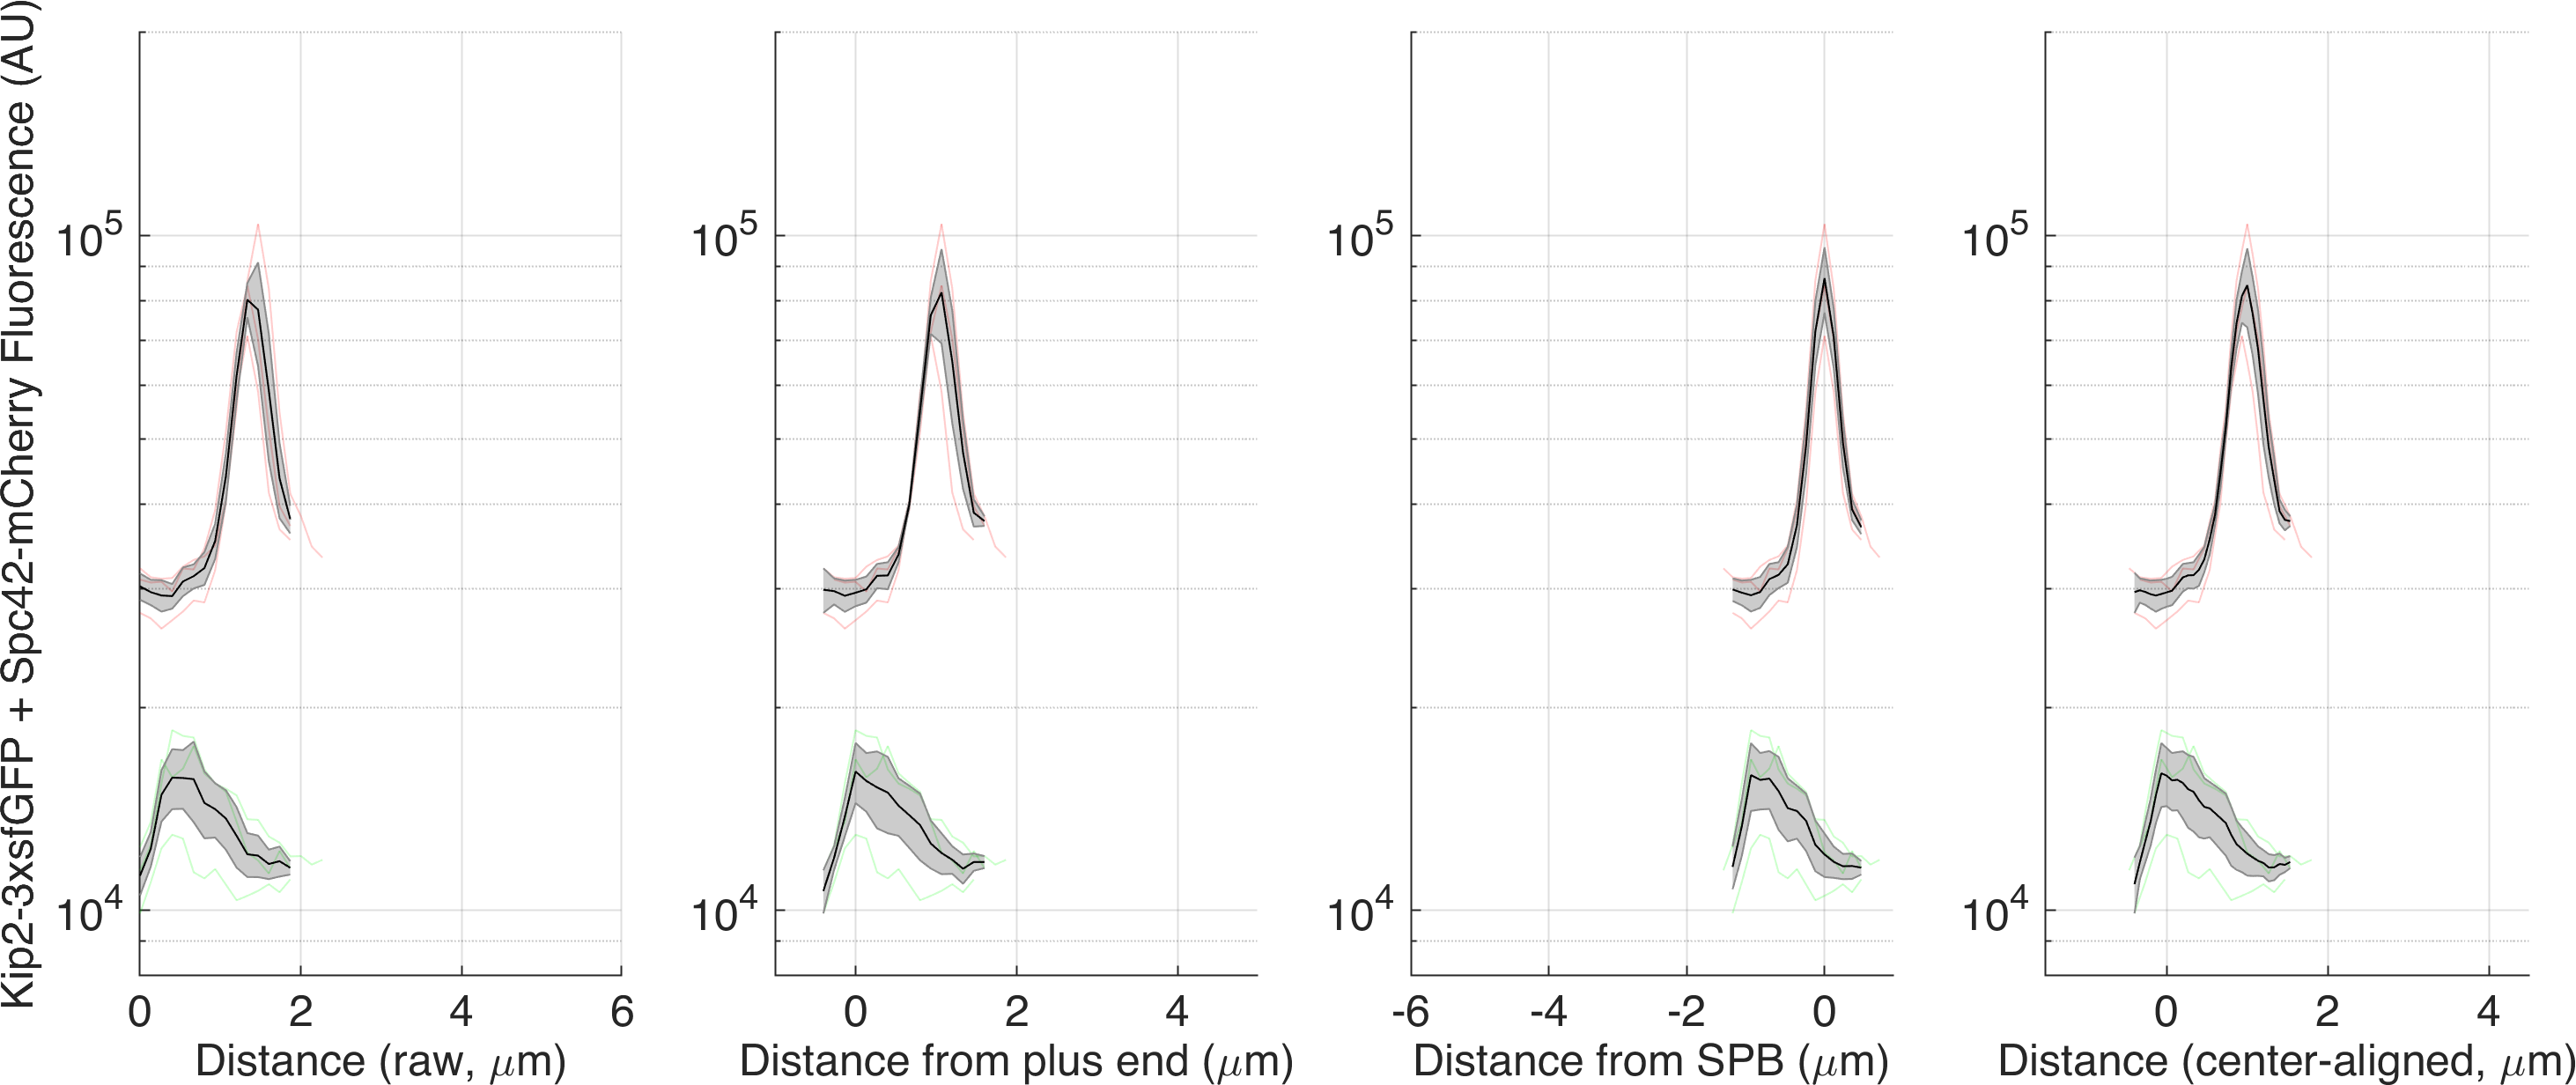 Kip2-3xsfGFP + Spc42-mCherry Fluorescence (AU)
10^5
10^4
0 2 4 6
Distance (raw, μm)
10^5
10^4
0 2 4
Distance from plus end (μm)
10^5
10^4
-6 -4 -2 0
Distance from SPB (μm)
10^5
10^4
0 2 4
Distance (center-aligned, μm)